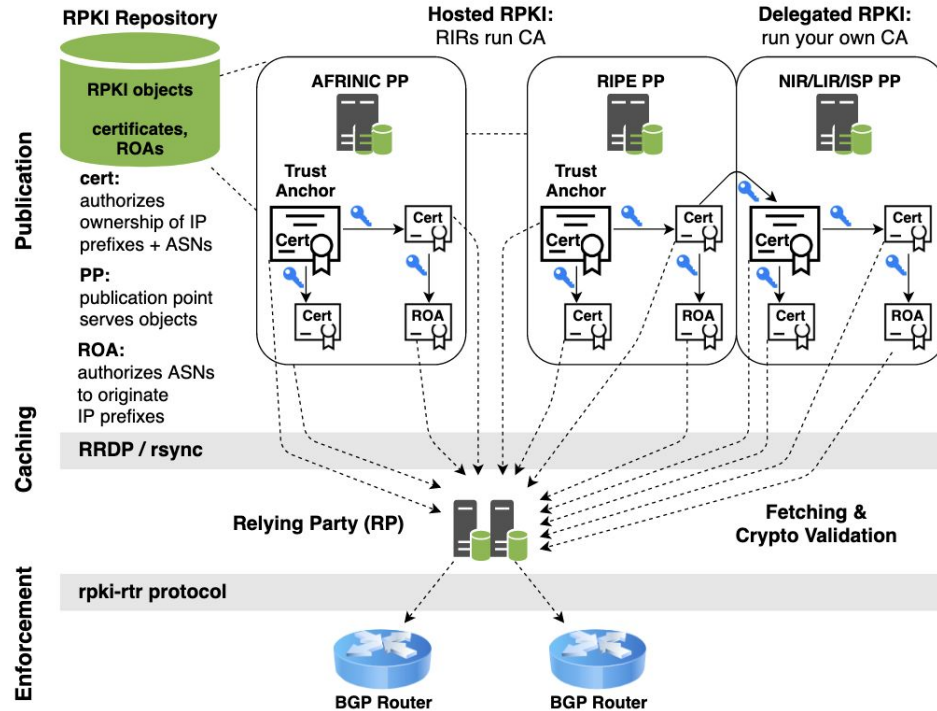 RPKI Repository
Hosted RPKI:
RIRs run CA
Delegated RPKI:
run your own CA
RPKI objects
certificates,
ROAs
AFRINIC PP
RIPE PP
NIR/LIR/ISP PP
Publication
cert:
authorizes
ownership of IP
prefixes + ASNs
PP:
publication point
serves objects
ROA:
authorizes ASNs
to originate
IP prefixes
Trust
Anchor
Cert
Cert
Cert
ROA
Trust
Anchor
Cert
Cert
Cert
ROA
Cert
Cert
Cert
ROA
Caching
RRDP / rsync
Relying Party (RP)
Fetching &
Crypto Validation
Enforcement
rpki-rtr protocol
BGP Router
BGP Router